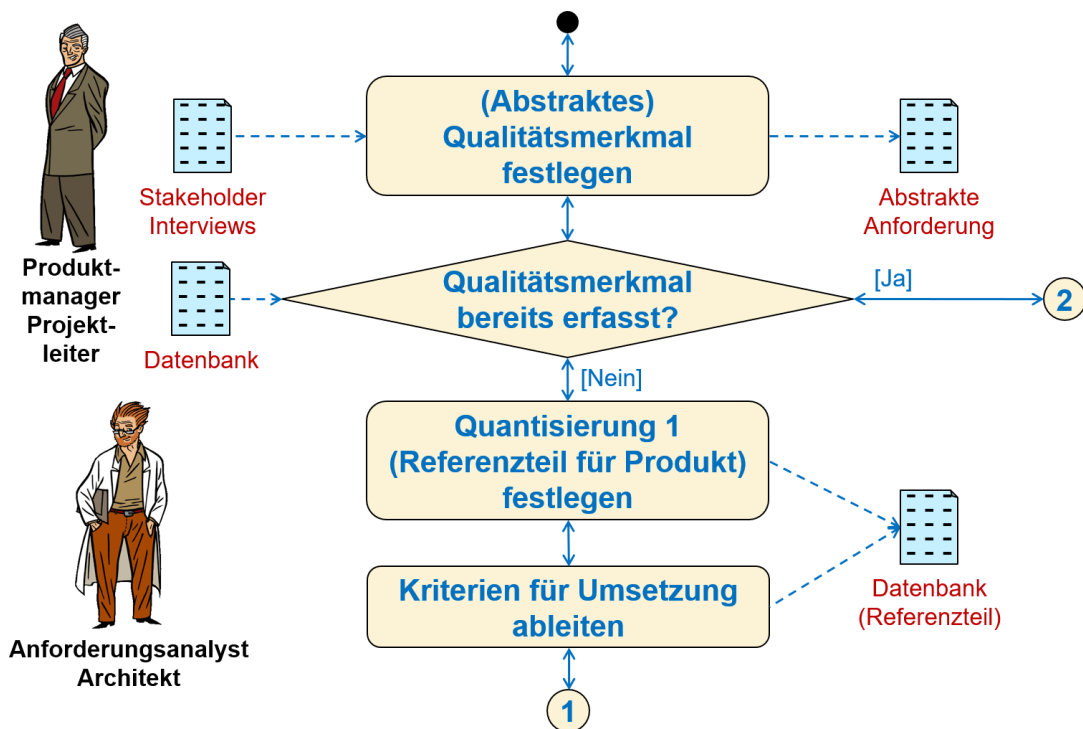 (Abstraktes)
Qualitätsmerkmal
festlegen
Stakeholder
Interviews
Abstrakte
Anforderung
Produkt-
manager
Projekt-
leiter
Datenbank
Qualitätsmerkmal
bereits erfasst?
[Ja]
2
[Nein]
Quantisierung 1
(Referenzteil für Produkt)
festlegen
Datenbank
(Referenzteil)
Kriterien für Umsetzung
ableiten
Anforderungsanalyst
Architekt
1